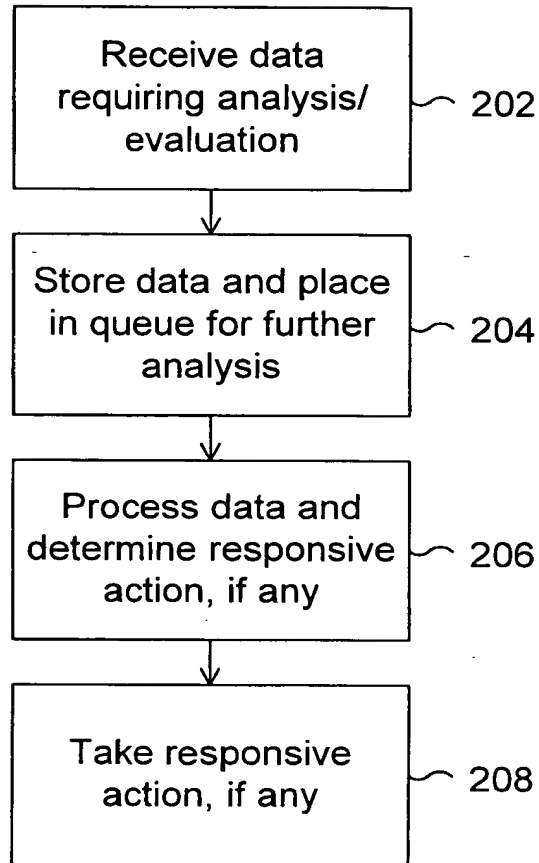 Receive data
requiring analysis/
evaluation
202
Store data and place
in queue for further
analysis
204
Process data and
determine responsive
action, if any
206
Take responsive
action, if any
208